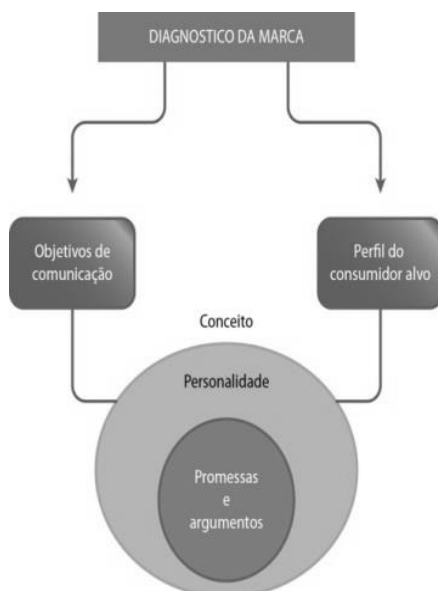 DIAGNOSTICO DA MARCA
Objetivos de
comunicação
Perfil do
consumidor alvo
Conceito
Personalidade
Promessas
e
argumentos